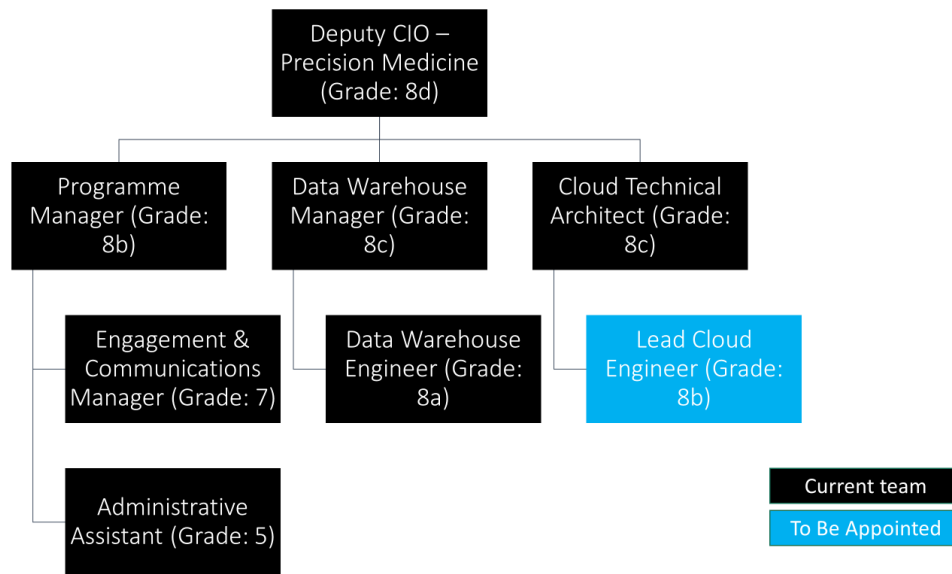 Deputy CIO –
Precision Medicine
(Grade: 8d)
Programme
Manager (Grade:
8b)
Data Warehouse
Manager (Grade:
8c)
Cloud Technical
Architect (Grade:
8c)
Engagement &
Communications
Manager (Grade: 7)
Data Warehouse
Engineer (Grade:
8a)
Lead Cloud
Engineer (Grade:
8b)
Administrative
Assistant (Grade: 5)
Current team
To Be Appointed